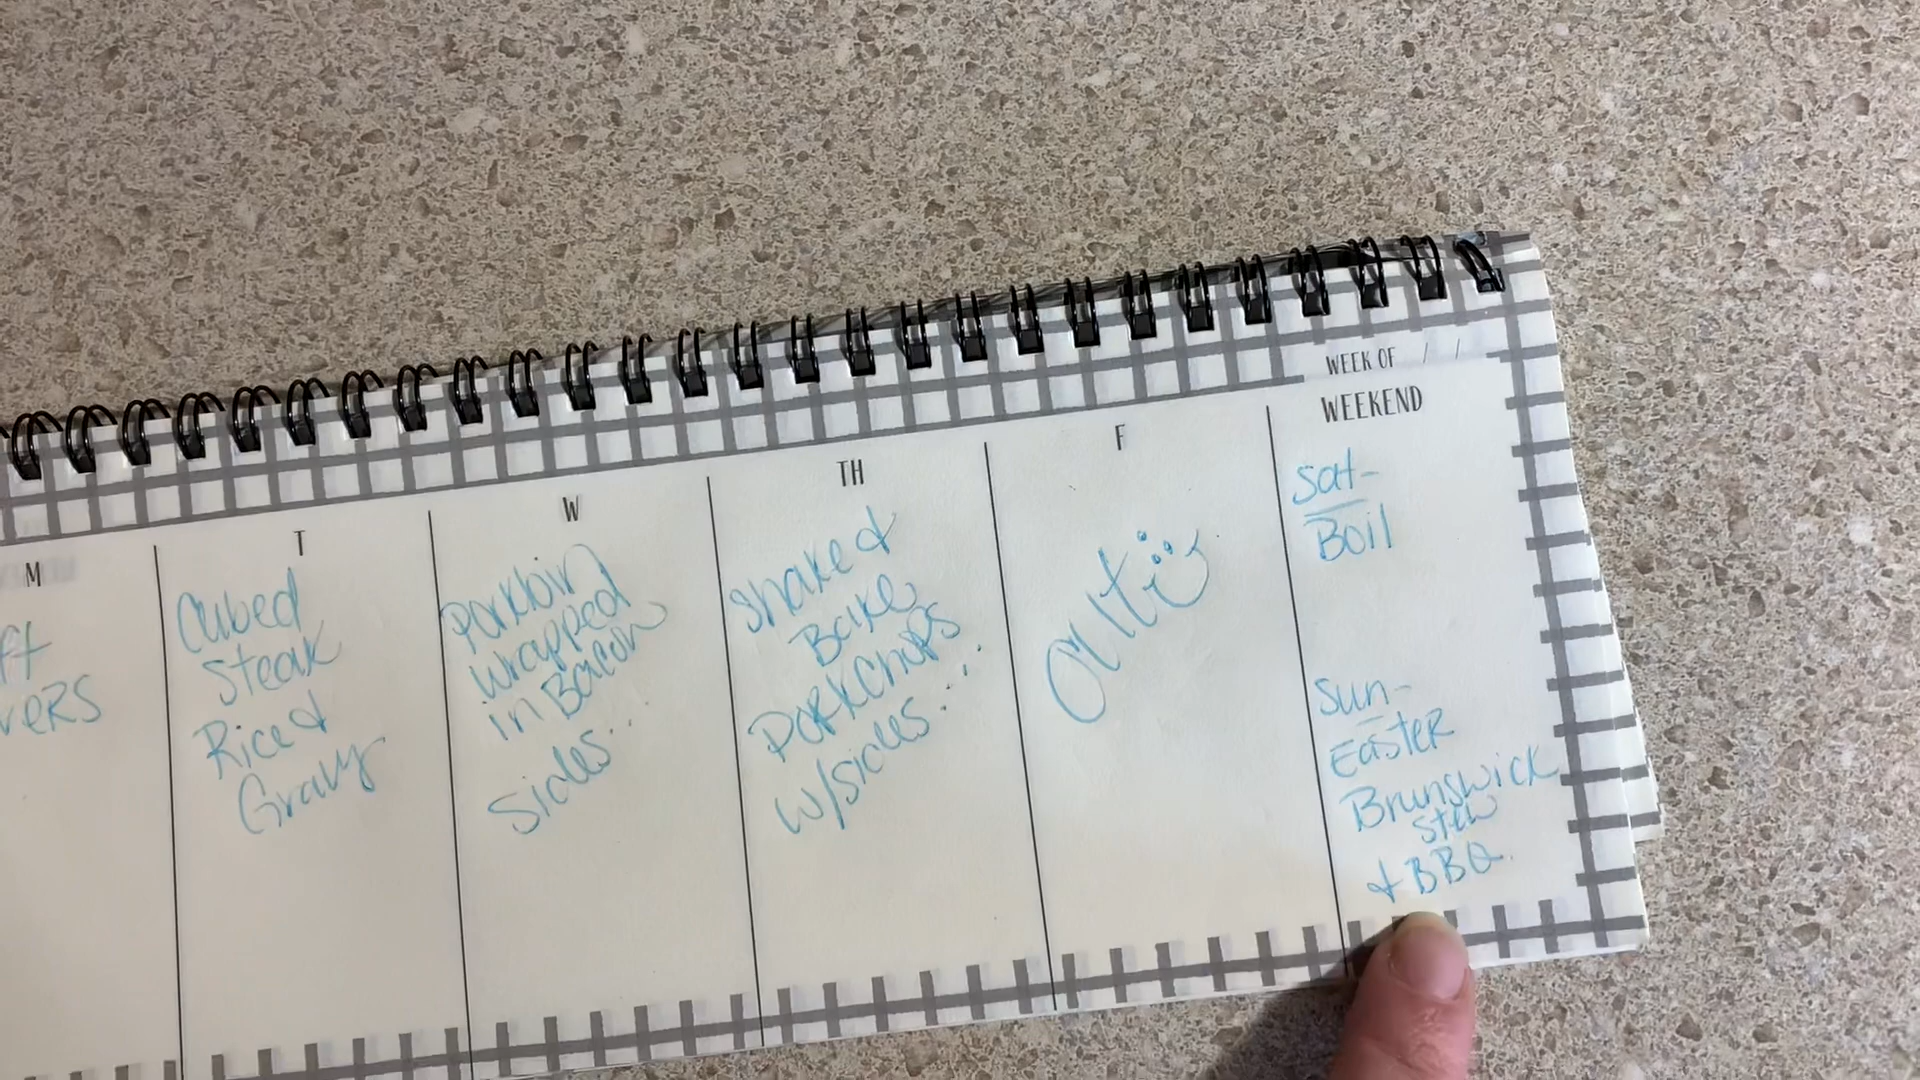 WEEK OF / /
M
ft
vers
T
Cubed
Steak
Rice &
Gravy
W
wrapped
in Bacon
Sides...
TH
Shake &
Bake
Porkchops
w/sides...
F
Out
WEEKEND
Sat-
Boil
Sun-
Easter
Brunswick
Stew
& BBQ.